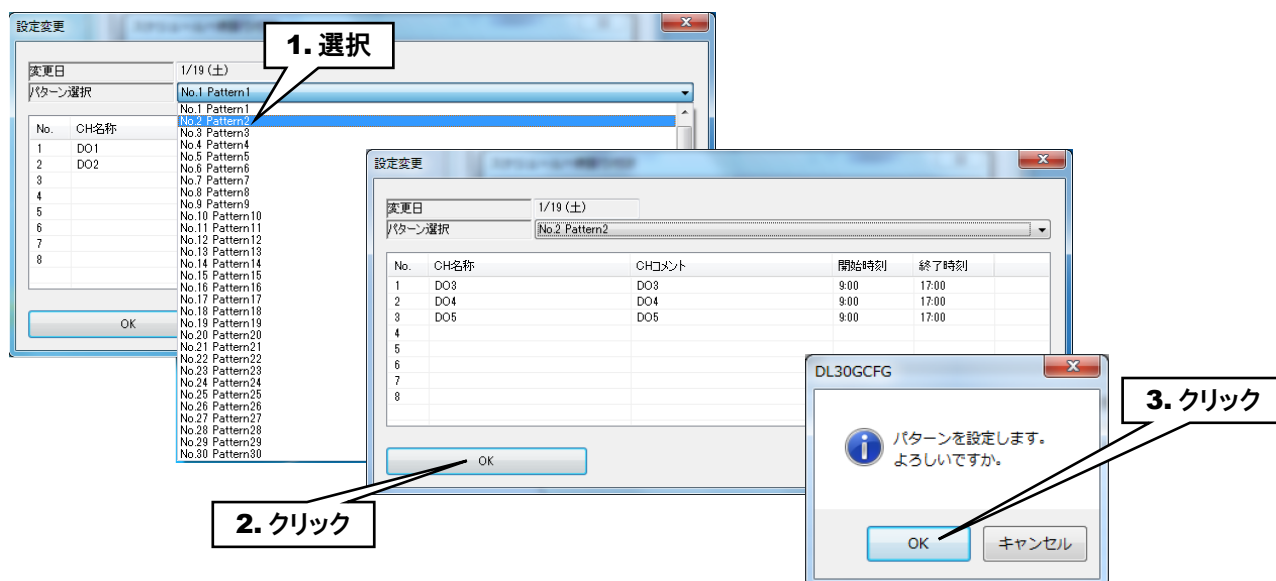 設定変更
1. 選択
変更日 1/19 (土)
パターン選択 No.1 Pattern1
No. CH名称
1 DO1
2 DO2
3
4
5
6
7
8
No.1 Pattern1
No.2 Pattern2
No.3 Pattern3
No.4 Pattern4
No.5 Pattern5
No.6 Pattern6
No.7 Pattern7
No.8 Pattern8
No.9 Pattern9
No.10 Pattern10
No.11 Pattern11
No.12 Pattern12
No.13 Pattern13
No.14 Pattern14
No.15 Pattern15
No.16 Pattern16
No.17 Pattern17
No.18 Pattern18
No.19 Pattern19
No.20 Pattern20
No.21 Pattern21
No.22 Pattern22
No.23 Pattern23
No.24 Pattern24
No.25 Pattern25
No.26 Pattern26
No.27 Pattern27
No.28 Pattern28
No.29 Pattern29
No.30 Pattern30
OK
設定変更
変更日 1/19 (土)
パターン選択 No.2 Pattern2
No. CH名称 CHコメント 開始時刻 終了時刻
1 DO3 DO3 9:00 17:00
2 DO4 DO4 9:00 17:00
3 DO5 DO5 9:00 17:00
4
5
6
7
8
OK
2. クリック
DL30GCFG
パターンを設定します。
よろしいですか。
OK キャンセル
3. クリック